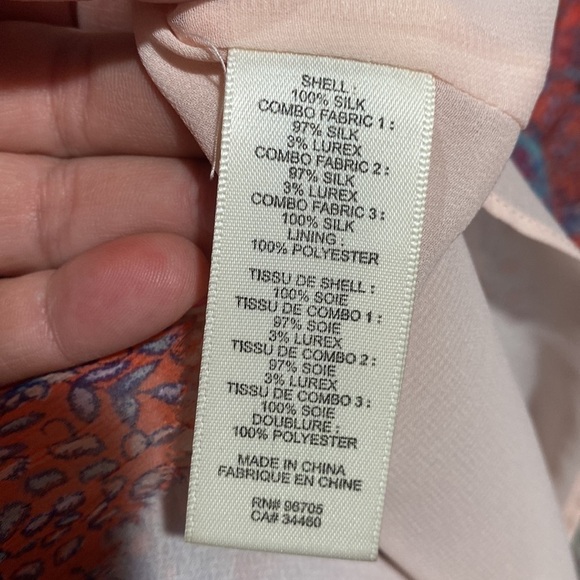 SHELL :
100% SILK
COMBO FABRIC 1 :
97% SILK
3% LUREX
COMBO FABRIC 2 :
97% SILK
3% LUREX
COMBO FABRIC 3 :
100% SILK
LINING :
100% POLYESTER
TISSU DE SHELL :
100% SOIE
TISSU DE COMBO 1 :
97% SOIE
3% LUREX
TISSU DE COMBO 2 :
97% SOIE
3% LUREX
TISSU DE COMBO 3 :
100% SOIE
DOUBLURE :
100% POLYESTER
MADE IN CHINA
FABRIQUE EN CHINE
RN# 96705
CA# 34460